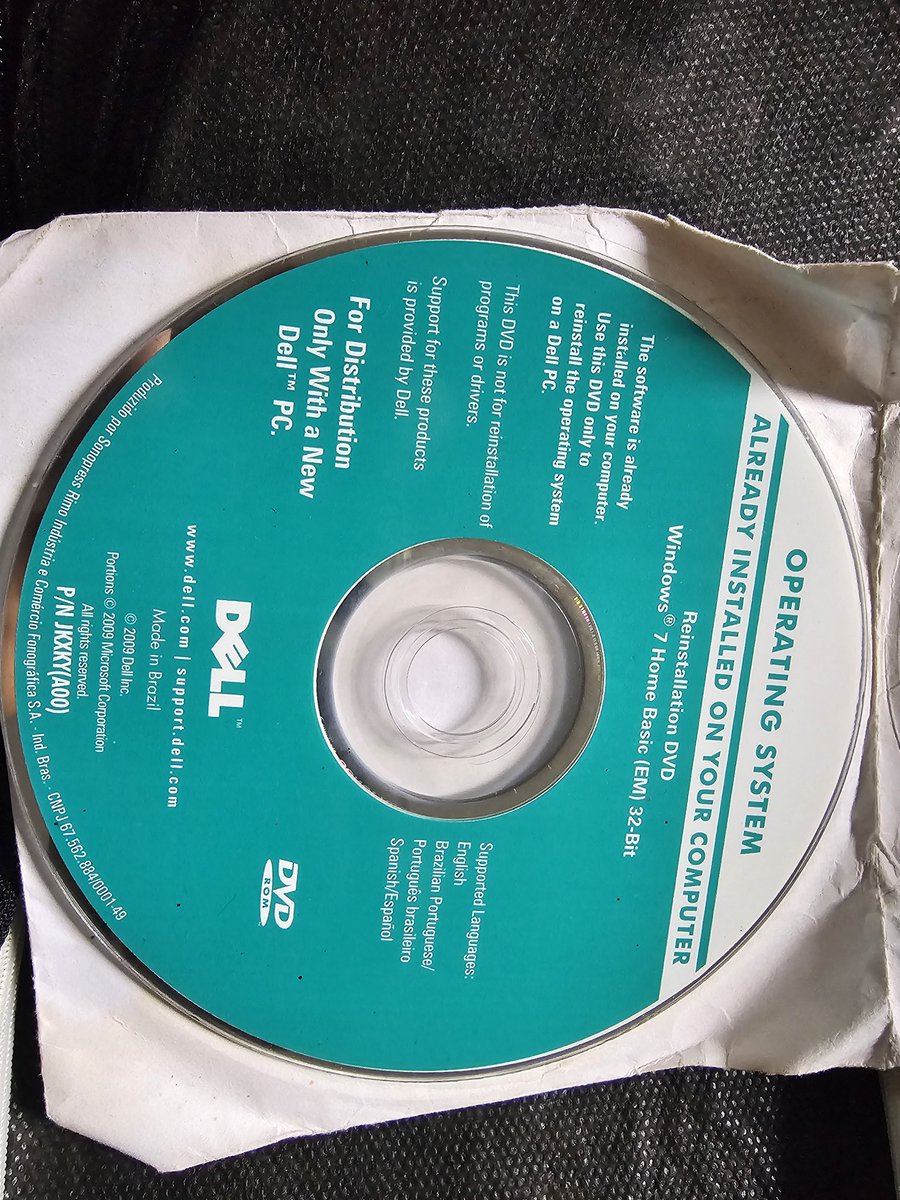 OPERATING SYSTEM
ALREADY INSTALLED ON YOUR COMPUTER
Reinstallation DVD
Windows® 7 Home Basic (EM) 32-Bit
The software is already
installed on your computer.
Use this DVD only to
reinstall the operating system
on a Dell PC.
This DVD is not for reinstallation of
programs or drivers.
Support for these products
is provided by Dell.
For Distribution
Only With a New
Dell™ PC.
Supported Languages:
English
Brazilian Portuguese/
Português brasileiro
Spanish/Español
DVD
ROM
DELL™
www.dell.com | support.dell.com
Made in Brazil
© 2009 Dell Inc.
Portions © 2009 Microsoft Corporation
All rights reserved.
P/N JKXKY(A00)
Produzido por Sonopress Rimo Indústria e Comércio Fonográfica S.A. · Ind. Bras. · CNPJ 67.562.884/0001-49